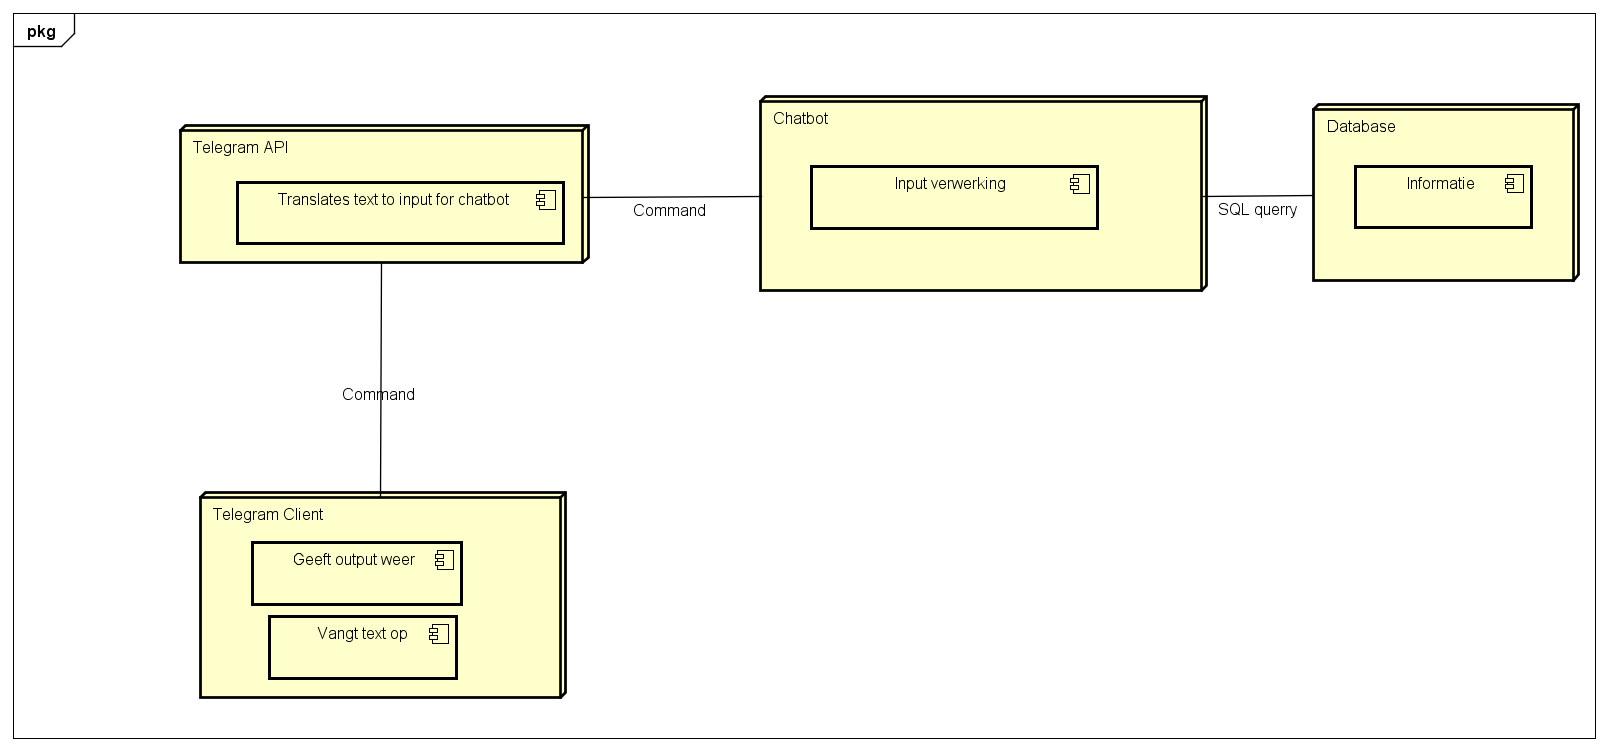 pkg
Telegram API
Translates text to input for chatbot
Command
Chatbot
Input verwerking
SQL querry
Database
Informatie
Command
Telegram Client
Geeft output weer
Vangt text op